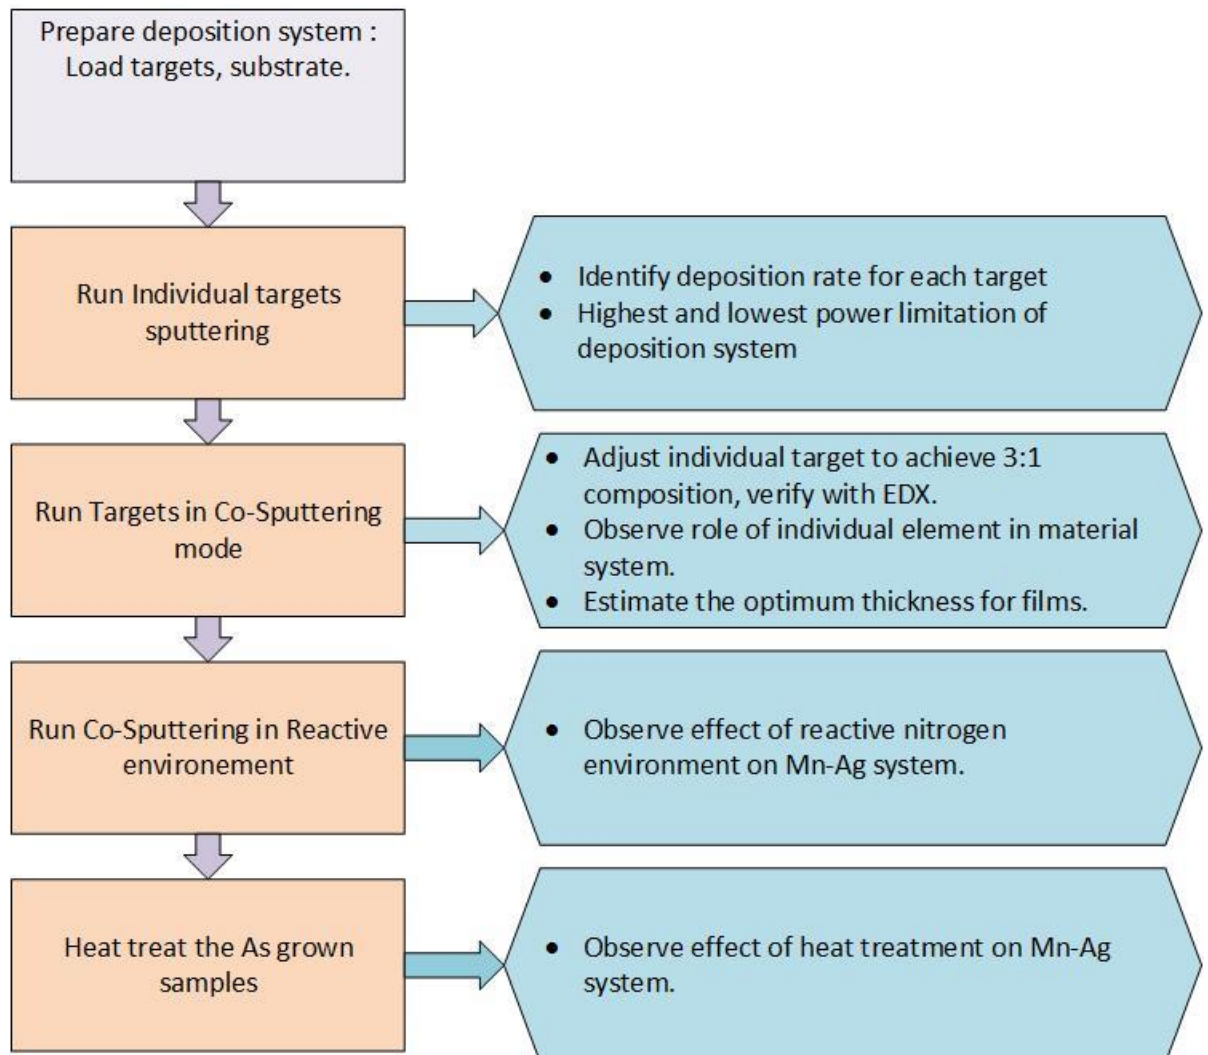 Prepare deposition system :
Load targets, substrate.
Run Individual targets
sputtering
• Identify deposition rate for each target
• Highest and lowest power limitation of
deposition system
Run Targets in Co-Sputtering
mode
• Adjust individual target to achieve 3:1
composition, verify with EDX.
• Observe role of individual element in material
system.
• Estimate the optimum thickness for films.
Run Co-Sputtering in Reactive
environement
• Observe effect of reactive nitrogen
environment on Mn-Ag system.
Heat treat the As grown
samples
• Observe effect of heat treatment on Mn-Ag
system.